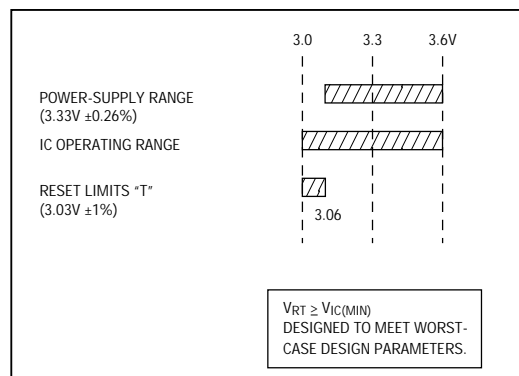 3.0 3.3 3.6V
POWER-SUPPLY RANGE
(3.33V ±0.26%)
IC OPERATING RANGE
RESET LIMITS "T"
(3.03V ±1%)
3.06
VRT ≥ VIC(MIN)
DESIGNED TO MEET WORST-
CASE DESIGN PARAMETERS.